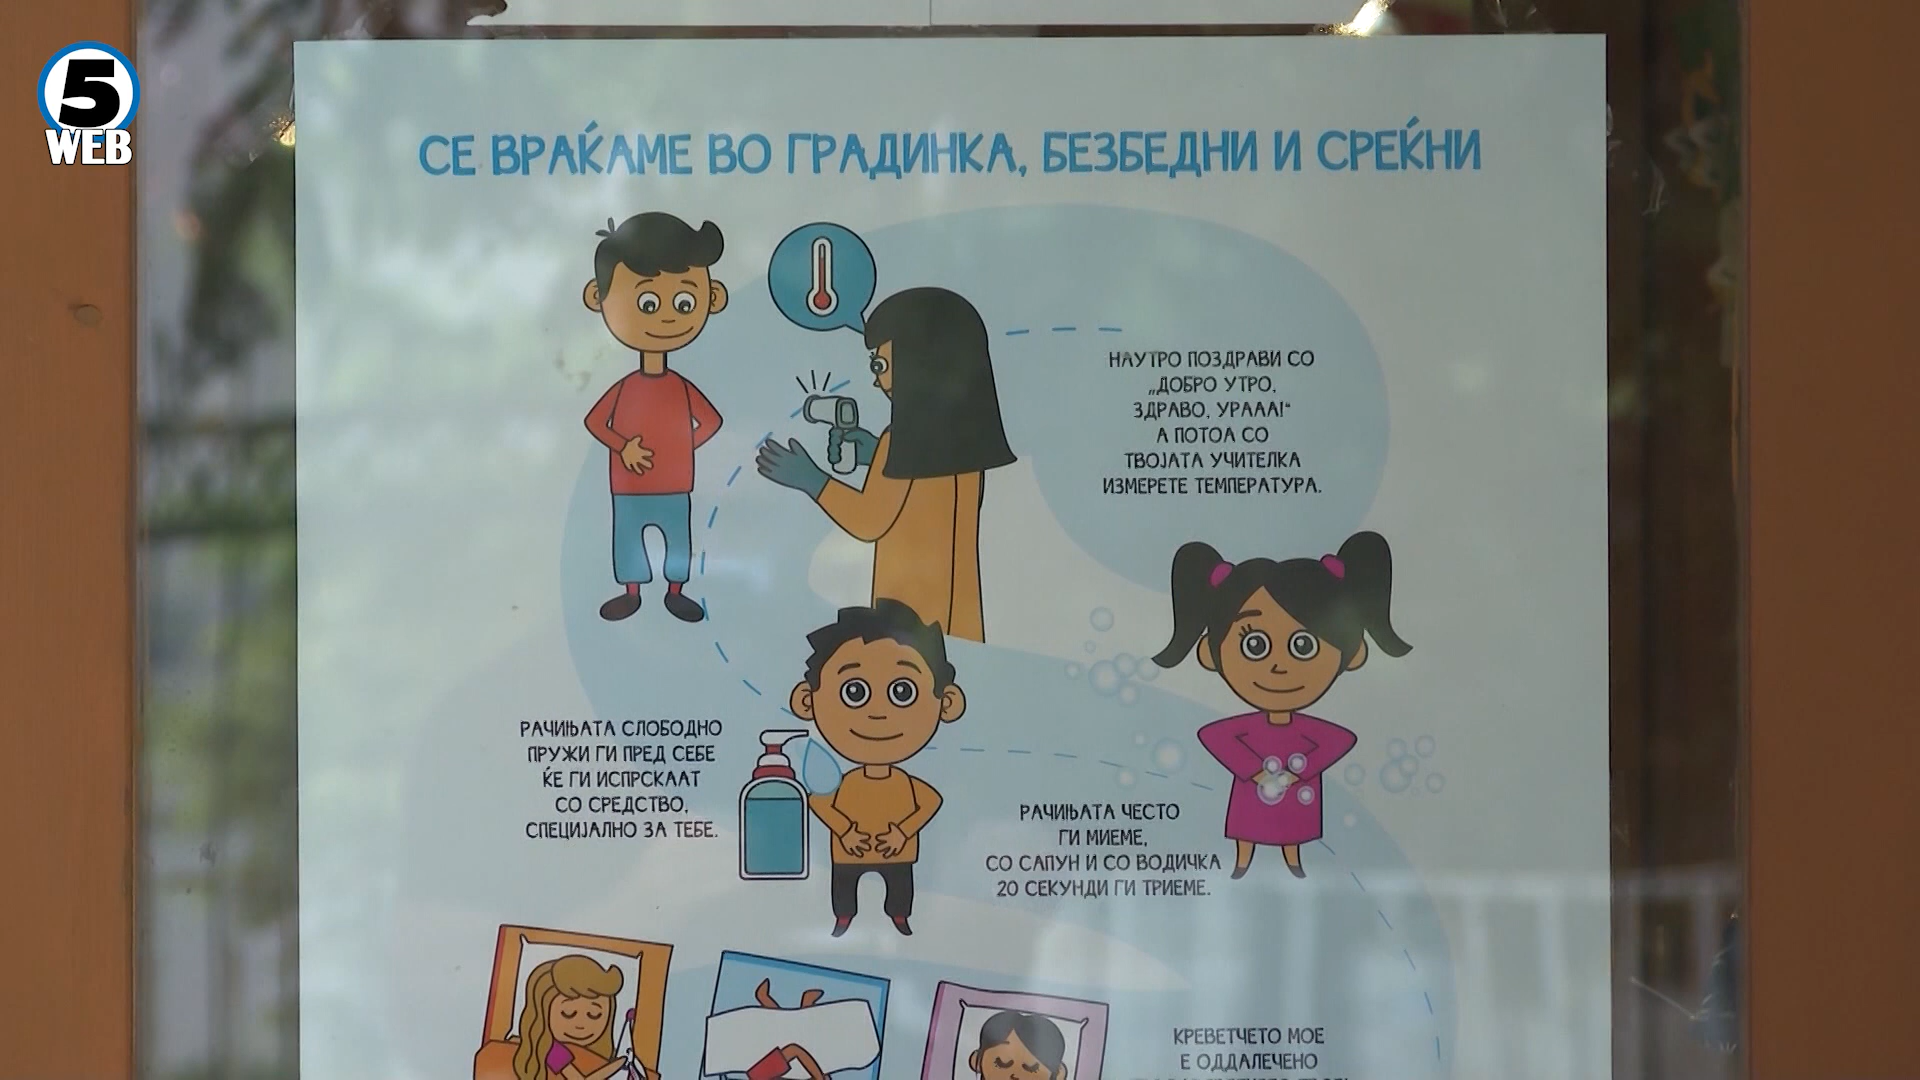 5
WEB
СЕ ВРАЌАМЕ ВО ГРАДИНКА, БЕЗБЕДНИ И СРЕЌНИ
НАУТРО ПОЗДРАВИ СО
„ДОБРО УТРО,
ЗДРАВО, УРААА!“
А ПОТОА СО
ТВОЈАТА УЧИТЕЛКА
ИЗМЕРЕТЕ ТЕМПЕРАТУРА.
РАЧИЊАТА СЛОБОДНО
ПРУЖИ ГИ ПРЕД СЕБЕ
ЌЕ ГИ ИСПРСКААТ
СО СРЕДСТВО,
СПЕЦИЈАЛНО ЗА ТЕБЕ.
РАЧИЊАТА ЧЕСТО
ГИ МИЕМЕ,
СО САПУН И СО ВОДИЧКА
20 СЕКУНДИ ГИ ТРИЕМЕ.
КРЕВЕТЧЕТО МОЕ
Е ОДДАЛЕЧЕНО